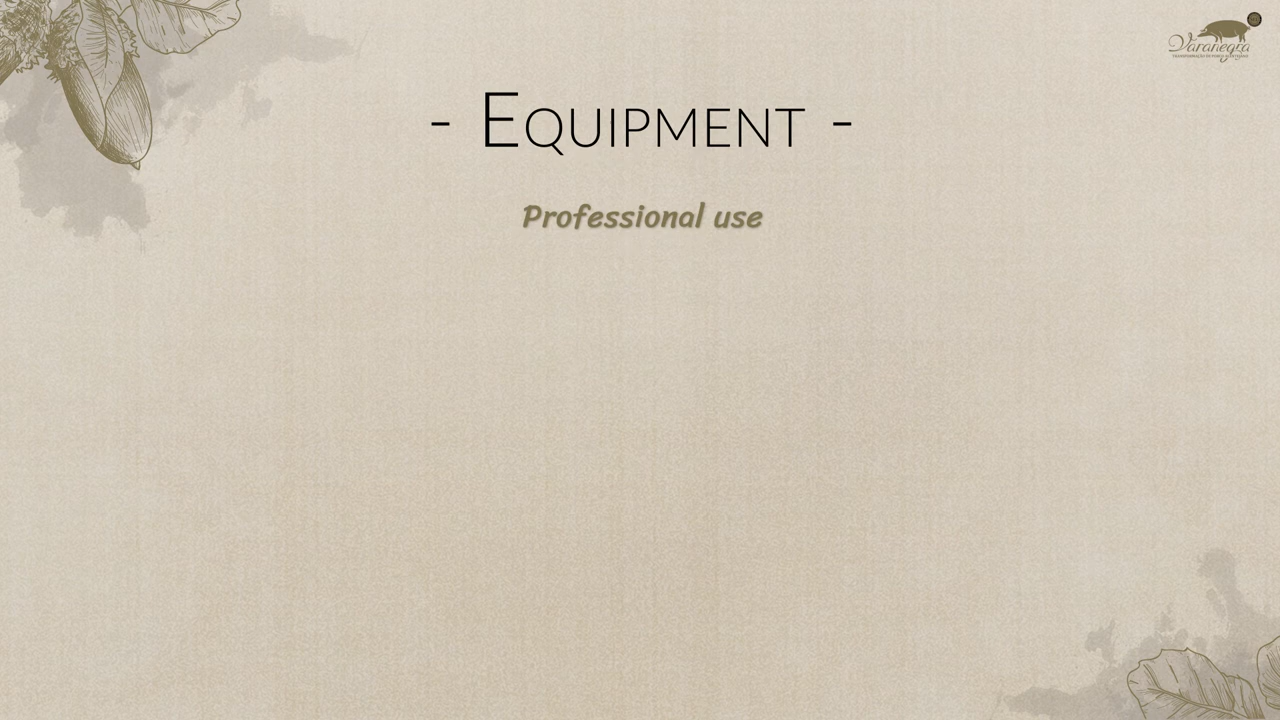 - Equipment -
Professional use
Varanegra